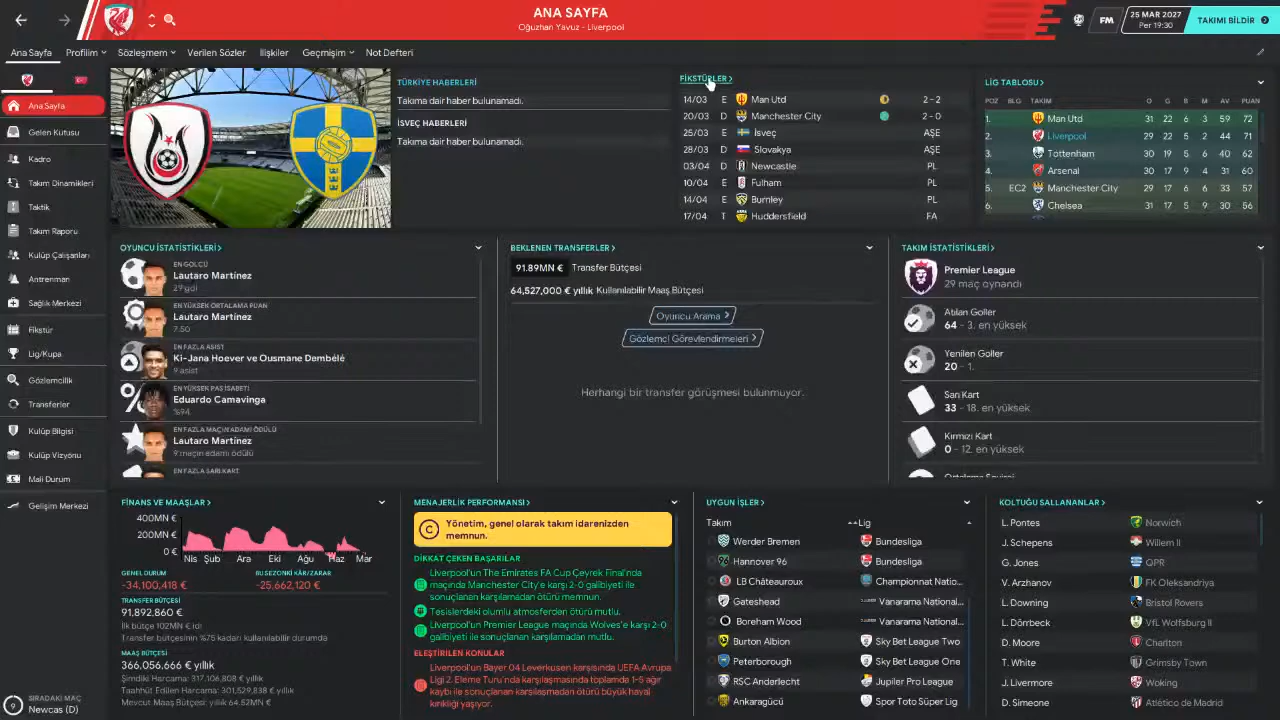 ANA SAYFA
Oğuzhan Yavuz - Liverpool
FM
25 MAR 2027
Per 19:30
TAKIMI BİLDİR
Ana Sayfa
Profilim
Sözleşmem
Verilen Sözler
İlişkiler
Geçmişim
Not Defteri
Ana Sayfa
Gelen Kutusu
Kadro
Takım Dinamikleri
Taktik
Takım Raporu
Kulüp Çalışanları
Antrenman
Sağlık Merkezi
Fikstür
Lig/Kupa
Gözlemcilik
Transferler
Kulüp Bilgisi
Kulüp Vizyonu
Mali Durum
Gelişim Merkezi
SIRADAKİ MAÇ
Newcas (D)
TÜRKİYE HABERLERİ
Takıma dair haber bulunamadı.
İSVEÇ HABERLERİ
Takıma dair haber bulunamadı.
FİKSTÜRLER>
14/03 E Man Utd 2 - 2
20/03 D Manchester City 2 - 0
25/03 E İsveç AŞE
28/03 D Slovakya AŞE
03/04 D Newcastle PL
10/04 E Fulham PL
14/04 E Burnley PL
17/04 T Huddersfield FA
LİG TABLOSU>
POZ BLG TAKIM O G B M AV PUAN
1. Man Utd 31 22 6 3 59 72
2. Liverpool 29 22 5 2 44 71
3. Tottenham 30 19 5 6 40 62
4. Arsenal 31 17 9 4 31 60
5. EC2 Manchester City 29 17 6 6 33 57
6. Chelsea 31 17 5 9 30 56
OYUNCU İSTATİSTİKLERİ>
EN GOLCÜ
Lautaro Martínez
29 gol
EN YÜKSEK ORTALAMA PUAN
Lautaro Martínez
7.50
EN FAZLA ASİST
Ki-Jana Hoever ve Ousmane Dembélé
9 asist
EN YÜKSEK PAS İSABETİ
Eduardo Camavinga
%94
EN FAZLA MAÇIN ADAMI ÖDÜLÜ
Lautaro Martínez
9 maçın adamı ödülü
EN FAZLA SARI KART
BEKLENEN TRANSFERLER>
91.89MN € Transfer Bütçesi
64,527,000 € yıllık Kullanılabilir Maaş Bütçesi
Oyuncu Arama >
Gözlemci Görevlendirmeleri >
Herhangi bir transfer görüşmesi bulunmuyor.
TAKIM İSTATİSTİKLERİ>
Premier League
29 maç oynandı
Atılan Goller
64 - 3. en yüksek
Yenilen Goller
20 - 1.
Sarı Kart
33 - 18. en yüksek
Kırmızı Kart
0 - 12. en yüksek
FİNANS VE MAAŞLAR>
400MN €
200MN €
0 €
Nis Şub Ara Eki Ağu Haz Mar
GENEL DURUM
-34,100,418 €
BU SEZONKİ KÂR/ZARAR
-25,662,120 €
TRANSFER BÜTÇESİ
91,892,860 €
İlk bütçe 102MN € idi
Transfer bütçesinin %75 kadarı kullanılabilir durumda
MAAŞ BÜTÇESİ
366,056,666 € yıllık
Şimdiki Harcama: 317,106,808 € yıllık
Taahhüt Edilen Harcama: 301,529,838 € yıllık
Mevcut Maaş Bütçesi: yıllık 64.52MN €
MENAJERLİK PERFORMANSI>
C
Yönetim, genel olarak takım idarenizden
memnun.
DİKKAT ÇEKEN BAŞARILAR
Liverpool'un The Emirates FA Cup Çeyrek Final'ında
maçında Manchester City'e karşı 2-0 galibiyeti ile
sonuçlanan karşılamadan ötürü memnun.
Tesislerdeki olumlu atmosferden ötürü mutlu.
Liverpool'un Premier League maçında Wolves'e karşı 2-0
galibiyeti ile sonuçlanan karşılamadan mutlu.
ELEŞTİRİLEN KONULAR
Liverpool'un Bayer 04 Leverkusen karşısında UEFA Avrupa
Ligi 2. Eleme Turu'nda karşılaşmasında toplamda 1-5 ağır
kaybı ile sonuçlanan karşılaşmadan ötürü büyük hayal
kırıklığı yaşıyor.
UYGUN İŞLER>
Takım Lig
Werder Bremen Bundesliga
Hannover 96 Bundesliga
LB Châteauroux Championnat Natio...
Gateshead Vanarama National...
Boreham Wood Vanarama National...
Burton Albion Sky Bet League Two
Peterborough Sky Bet League One
RSC Anderlecht Jupiler Pro League
Ankaragücü Spor Toto Süper Lig
KOLTUĞU SALLANANLAR>
L. Pontes Norwich
J. Schepens Willem II
G. Jones QPR
V. Arzhanov FK Oleksandriya
L. Downing Bristol Rovers
L. Dörrbeck VfL Wolfsburg II
D. Moore Charlton
T. White Grimsby Town
J. Livermore Woking
D. Simeone Atlético de Madrid